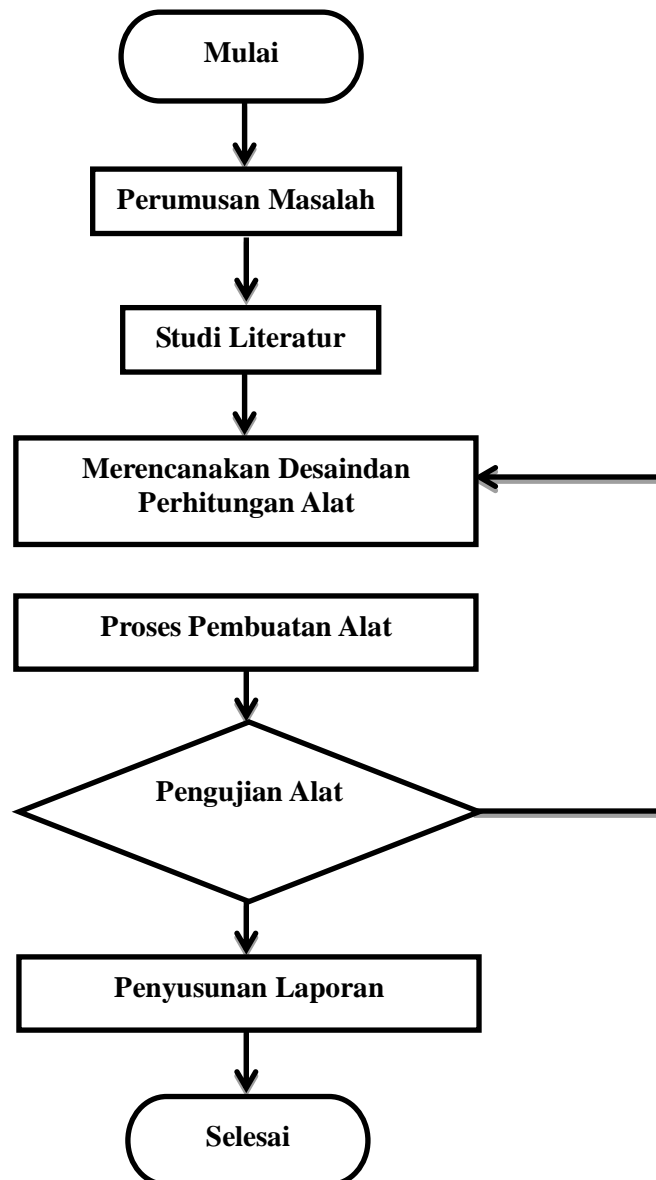 Mulai
Perumusan Masalah
Studi Literatur
Merencanakan Desaindan
Perhitungan Alat
Proses Pembuatan Alat
Pengujian Alat
Penyusunan Laporan
Selesai